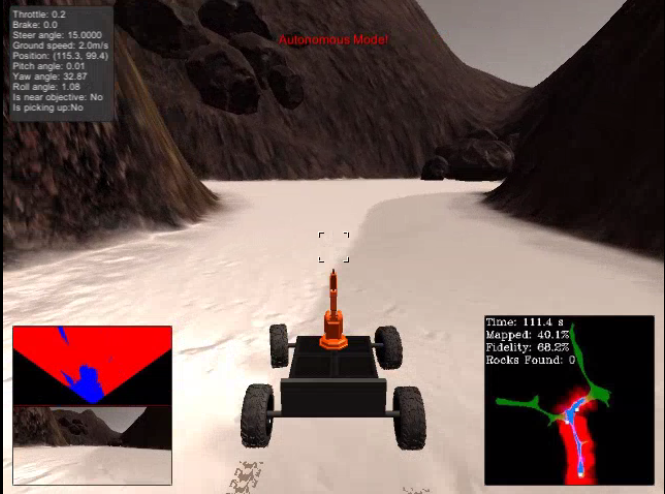 Throttle: 0.2
Brake: 0.0
Steer angle: 15.0000
Ground speed: 2.0m/s
Position: (115.3, 99.4)
Pitch angle: 0.01
Yaw angle: 32.87
Roll angle: 1.08
Is near objective: No
Is picking up:No
Autonomous Mode!
Time: 111.4 s
Mapped: 40.1%
Fidelity: 68.2%
Rocks Found: 0